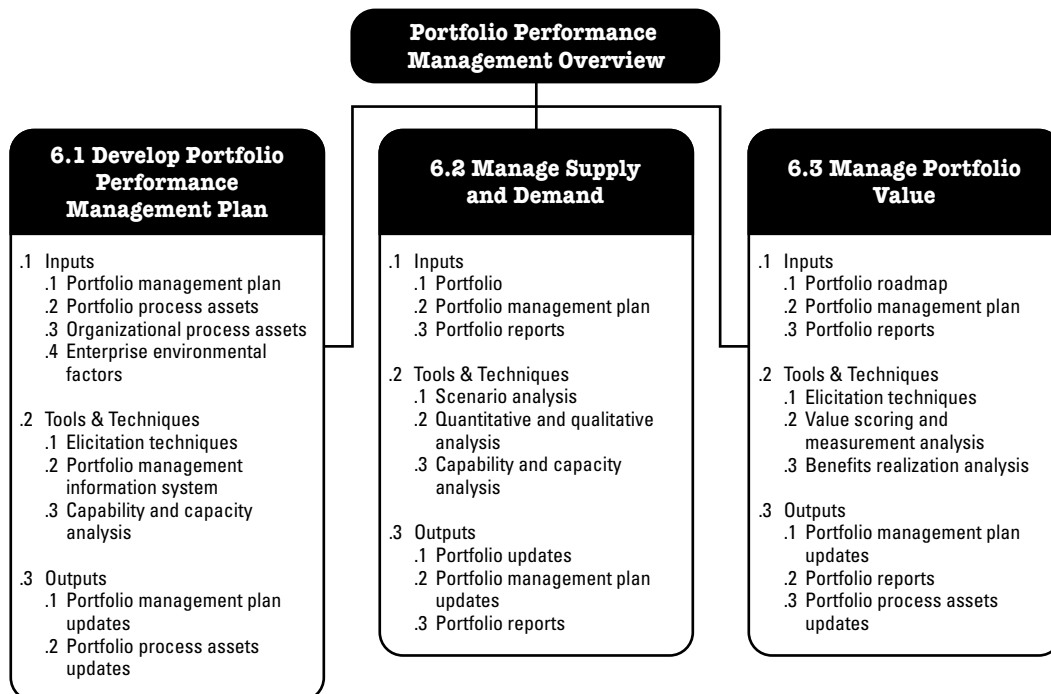 Portfolio Performance
Management Overview
6.1 Develop Portfolio
Performance
Management Plan
.1 Inputs
.1 Portfolio management plan
.2 Portfolio process assets
.3 Organizational process assets
.4 Enterprise environmental
factors
.2 Tools & Techniques
.1 Elicitation techniques
.2 Portfolio management
information system
.3 Capability and capacity
analysis
.3 Outputs
.1 Portfolio management plan
updates
.2 Portfolio process assets
updates
6.2 Manage Supply
and Demand
.1 Inputs
.1 Portfolio
.2 Portfolio management plan
.3 Portfolio reports
.2 Tools & Techniques
.1 Scenario analysis
.2 Quantitative and qualitative
analysis
.3 Capability and capacity
analysis
.3 Outputs
.1 Portfolio updates
.2 Portfolio management plan
updates
.3 Portfolio reports
6.3 Manage Portfolio
Value
.1 Inputs
.1 Portfolio roadmap
.2 Portfolio management plan
.3 Portfolio reports
.2 Tools & Techniques
.1 Elicitation techniques
.2 Value scoring and
measurement analysis
.3 Benefits realization analysis
.3 Outputs
.1 Portfolio management plan
updates
.2 Portfolio reports
.3 Portfolio process assets
updates